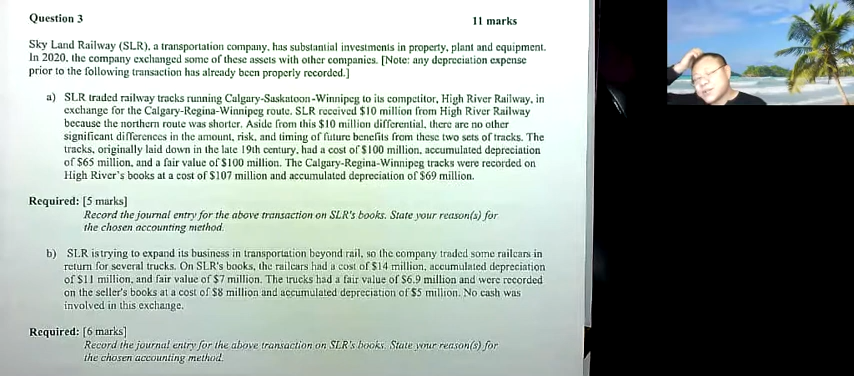 Question 3
11 marks
Sky Land Railway (SLR), a transportation company, has substantial investments in property, plant and equipment.
In 2020, the company exchanged some of these assets with other companies. [Note: any depreciation expense
prior to the following transaction has already been properly recorded.]
a) SLR traded railway tracks running Calgary-Saskatoon-Winnipeg to its competitor, High River Railway, in
exchange for the Calgary-Regina-Winnipeg route. SLR received $10 million from High River Railway
because the northern route was shorter. Aside from this $10 million differential, there are no other
significant differences in the amount, risk, and timing of future benefits from these two sets of tracks. The
tracks, originally laid down in the late 19th century, had a cost of $100 million, accumulated depreciation
of $65 million, and a fair value of $100 million. The Calgary-Regina-Winnipeg tracks were recorded on
High River's books at a cost of $107 million and accumulated depreciation of $69 million.
Required: [5 marks]
Record the journal entry for the above transaction on SLR's books. State your reason(s) for
the chosen accounting method.
b) SLR is trying to expand its business in transportation beyond rail, so the company traded some railcars in
return for several trucks. On SLR's books, the railcars had a cost of $14 million, accumulated depreciation
of $11 million, and fair value of $7 million. The trucks had a fair value of $6.9 million and were recorded
on the seller's books at a cost of $8 million and accumulated depreciation of $5 million. No cash was
involved in this exchange.
Required: [6 marks]
Record the journal entry for the above transaction on SLR's books. State your reason(s) for
the chosen accounting method.